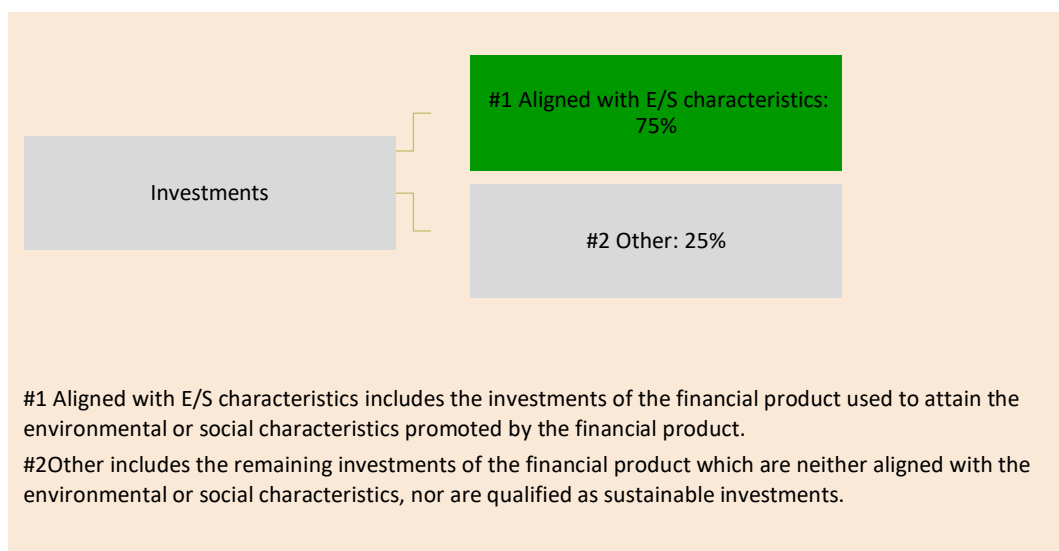 #1 Aligned with E/S characteristics:
75%
Investments
#2 Other: 25%
#1 Aligned with E/S characteristics includes the investments of the financial product used to attain the
environmental or social characteristics promoted by the financial product.
#2Other includes the remaining investments of the financial product which are neither aligned with the
environmental or social characteristics, nor are qualified as sustainable investments.